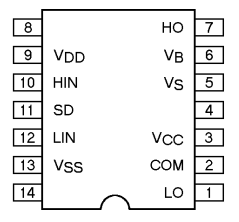 8 HO 7
9 VDD VB 6
10 HIN VS 5
11 SD 4
12 LIN VCC 3
13 VSS COM 2
14 LO 1